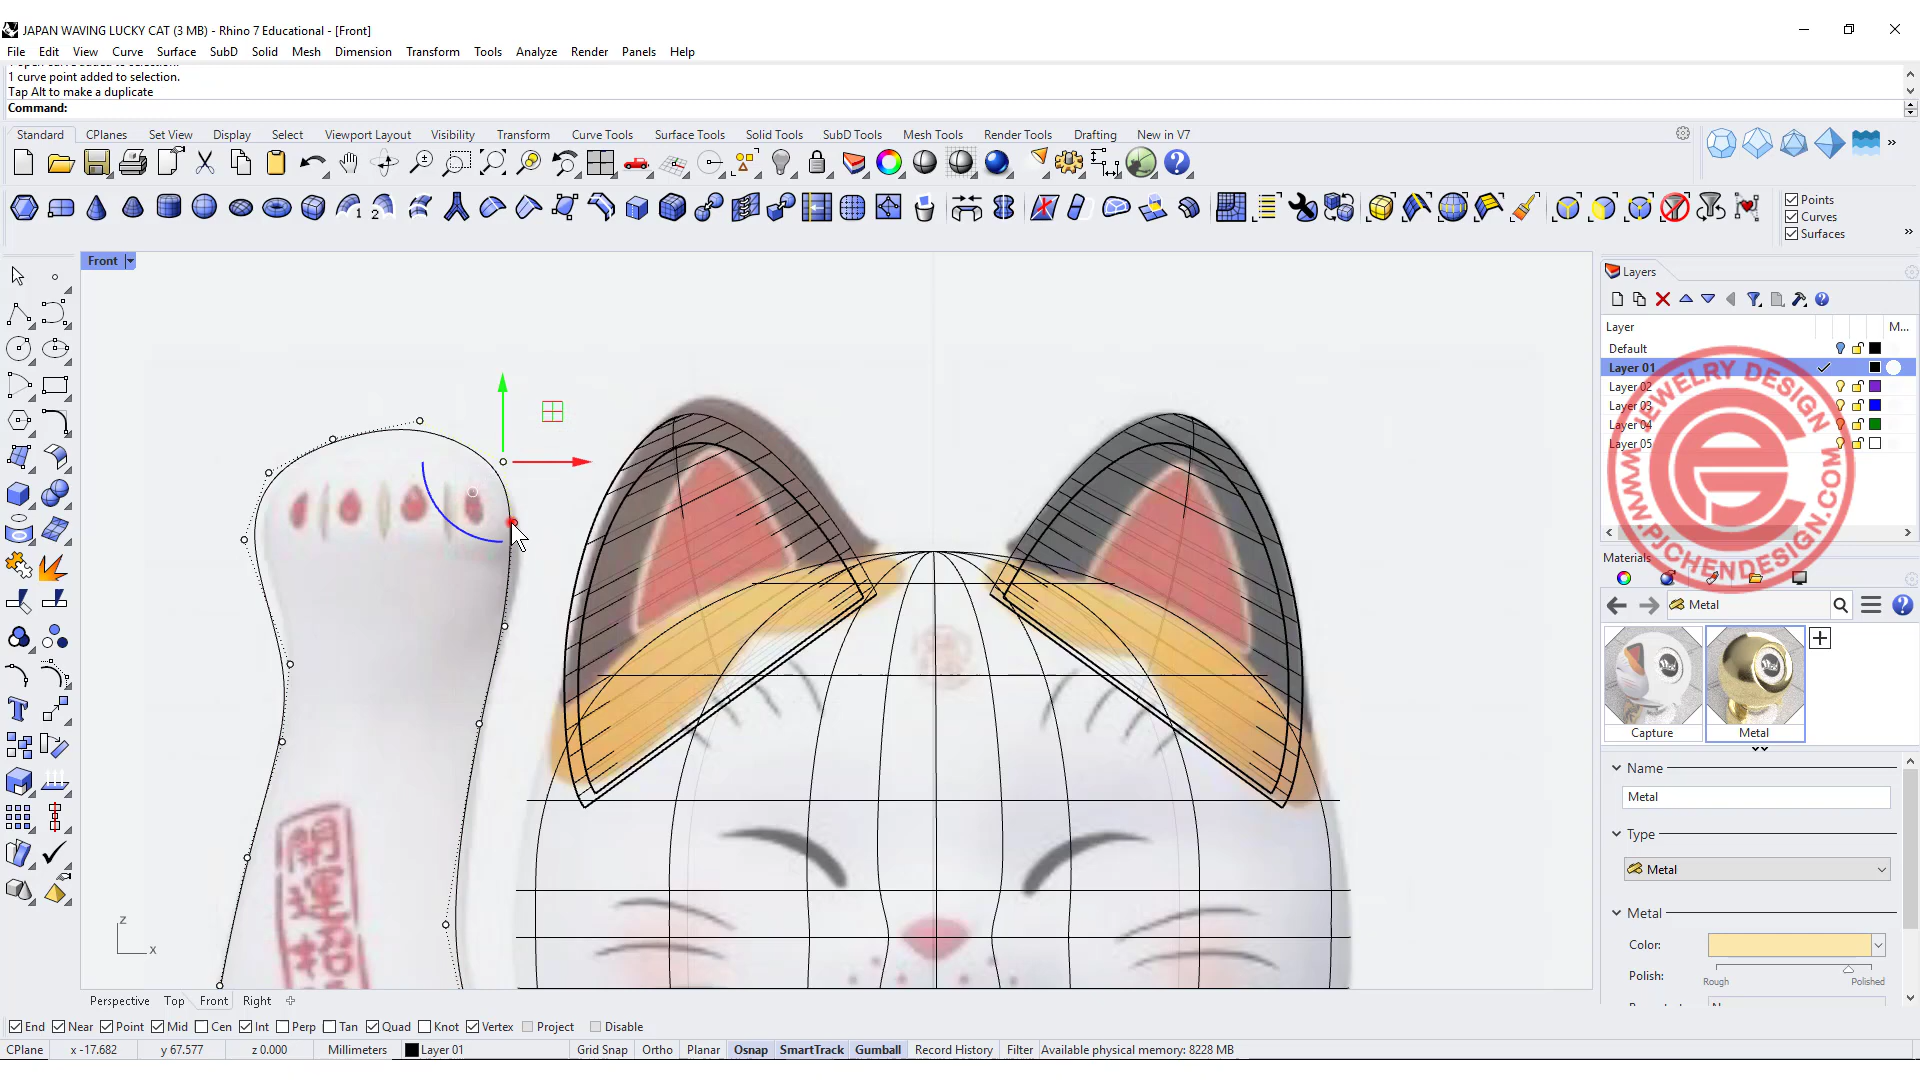 JAPAN WAVING LUCKY CAT (3 MB) - Rhino 7 Educational - [Front]
File Edit View Curve Surface SubD Solid Mesh Dimension Transform Tools Analyze Render Panels Help
1 curve point added to selection.
Tap Alt to make a duplicate
Command:
Standard CPlanes Set View Display Select Viewport Layout Visibility Transform Curve Tools Surface Tools Solid Tools SubD Tools Mesh Tools Render Tools Drafting New in V7
Points
Curves
Surfaces
Front
Layers
Layer M...
Default
Layer 01
Layer 02
Layer 03
Layer 04
Layer 05
JEWELRY DESIGN
WWW.PJCHENDESIGN.COM
Materials
Metal
Capture Metal
Name
Metal
Type
Metal
Metal
Color:
Polish:
Rough Polished
開
運
招
z
x
Perspective Top Front Right
End Near Point Mid Cen Int Perp Tan Quad Knot Vertex Project Disable
CPlane x -17.682 y 67.577 z 0.000 Millimeters Layer 01 Grid Snap Ortho Planar Osnap SmartTrack Gumball Record History Filter Available physical memory: 8228 MB